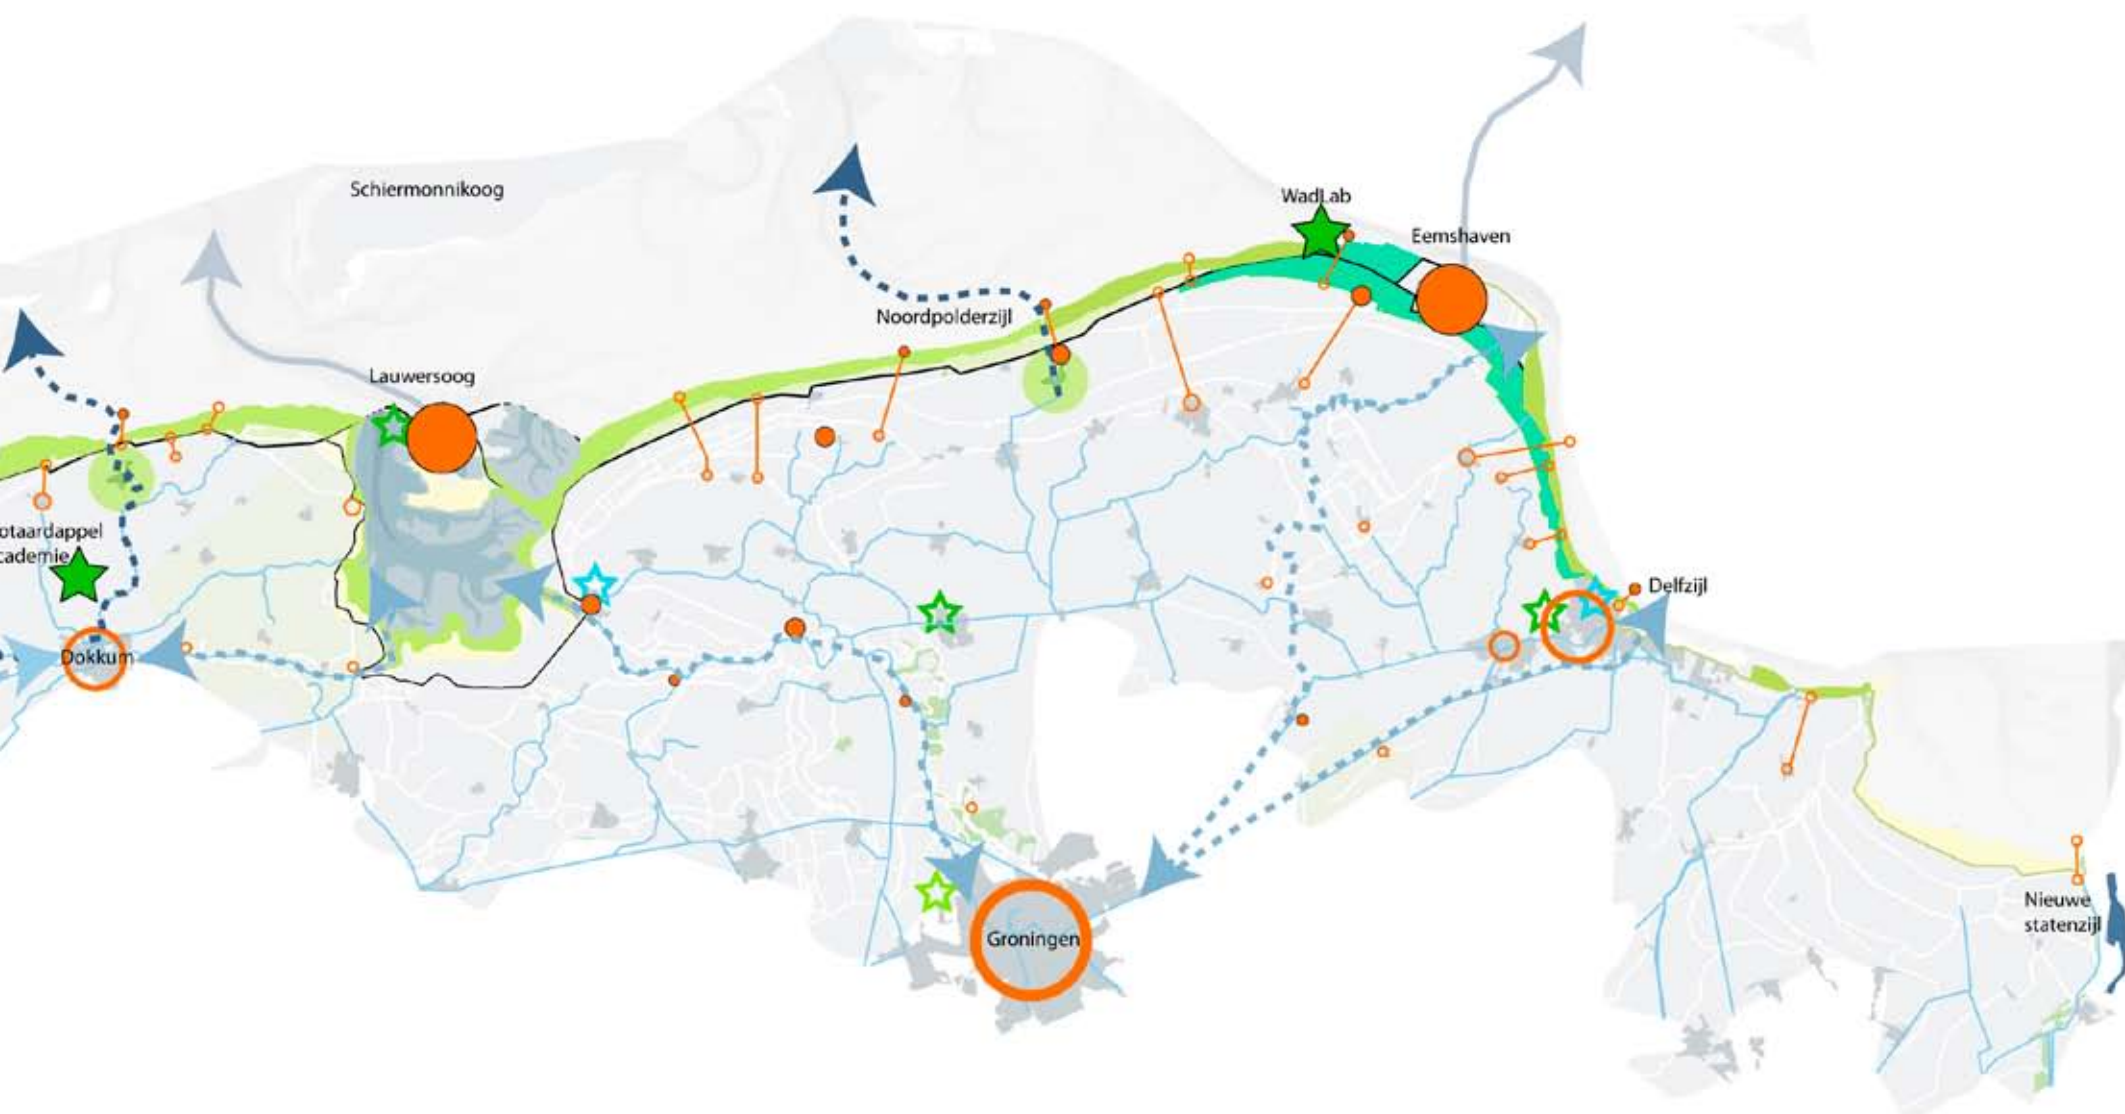 Schiermonnikoog
WadLab
Eemshaven
Noordpolderzijl
Lauwersoog
otaardappel
cademie
Delfzijl
Dokkum
Nieuwe
statenzijl
Groningen